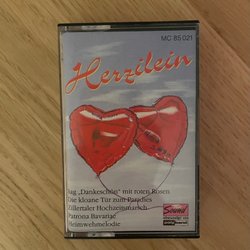 MC 85 021
Herzilein
Sag „Dankeschön" mit roten Rosen
Die kloane Tür zum Paradies
Zillertaler Hochzeitsmarsch
Patrona Bavariae
Heimwehmelodie
Sound